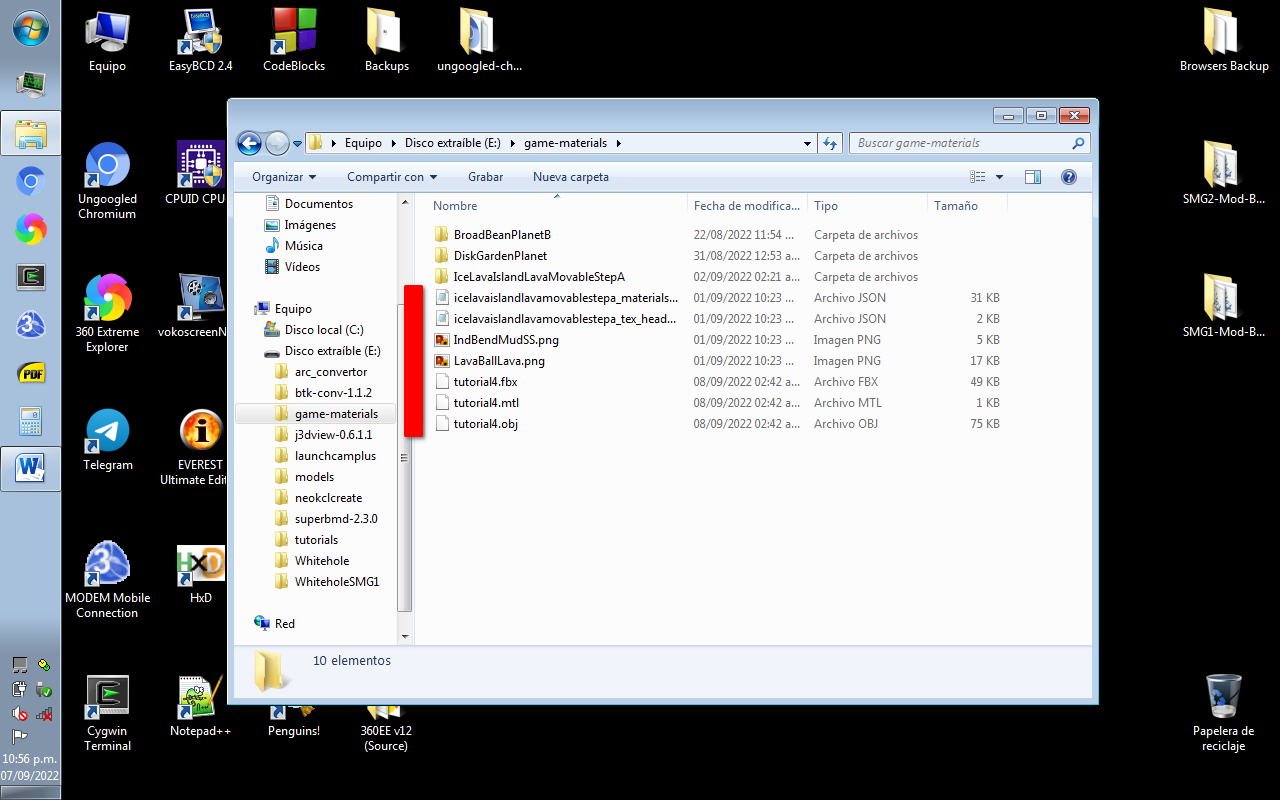 Equipo
EasyBCD 2.4
CodeBlocks
Backups
ungoogled-ch...
Browsers Backup
Ungoogled
Chromium
CPUID CPU
SMG2-Mod-B...
360 Extreme
Explorer
vokoscreenN
SMG1-Mod-B...
Telegram
EVEREST
Ultimate Edit
MODEM Mobile
Connection
HxD
HxD
Cygwin
Terminal
Notepad++
Penguins!
360EE v12
(Source)
Papelera de
reciclaje
PDF
10:56 p.m.
07/09/2022
Equipo
Disco extraíble (E:)
game-materials
Buscar game-materials
Organizar
Compartir con
Grabar
Nueva carpeta
Documentos
Imágenes
Música
Vídeos
Equipo
Disco local (C:)
Disco extraíble (E:)
arc_convertor
btk-conv-1.1.2
game-materials
j3dview-0.6.1.1
launchcamplus
models
neokclcreate
superbmd-2.3.0
tutorials
Whitehole
WhiteholeSMG1
Red
Nombre Fecha de modifica... Tipo Tamaño
BroadBeanPlanetB 22/08/2022 11:54 ... Carpeta de archivos
DiskGardenPlanet 31/08/2022 12:53 a... Carpeta de archivos
IceLavaIslandLavaMovableStepA 02/09/2022 02:21 a... Carpeta de archivos
icelavaislandlavamovablestepa_materials... 01/09/2022 10:23 ... Archivo JSON 31 KB
icelavaislandlavamovablestepa_tex_head... 01/09/2022 10:23 ... Archivo JSON 2 KB
IndBendMudSS.png 01/09/2022 10:23 ... Imagen PNG 5 KB
LavaBallLava.png 01/09/2022 10:23 ... Imagen PNG 17 KB
tutorial4.fbx 08/09/2022 02:42 a... Archivo FBX 49 KB
tutorial4.mtl 08/09/2022 02:42 a... Archivo MTL 1 KB
tutorial4.obj 08/09/2022 02:42 a... Archivo OBJ 75 KB
10 elementos